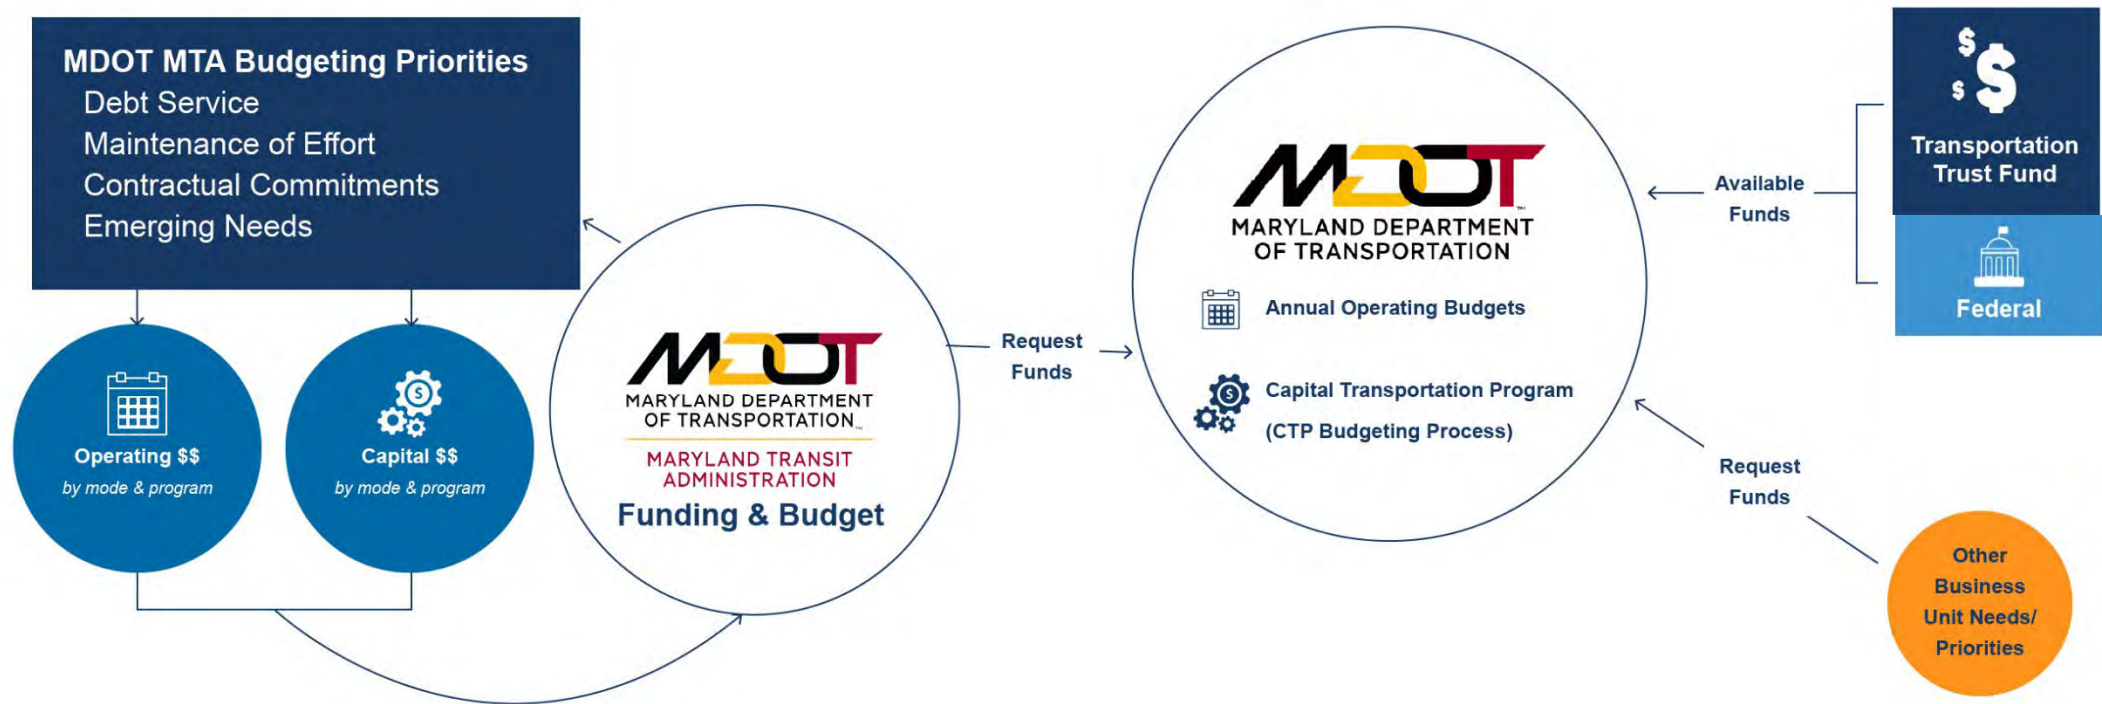 MDOT MTA Budgeting Priorities
Debt Service
Maintenance of Effort
Contractual Commitments
Emerging Needs
Operating $$
by mode & program
Capital $$
by mode & program
MDOT
MARYLAND DEPARTMENT
OF TRANSPORTATION™
MARYLAND TRANSIT
ADMINISTRATION
Funding & Budget
Request
Funds
MDOT™
MARYLAND DEPARTMENT
OF TRANSPORTATION
Annual Operating Budgets
Capital Transportation Program
(CTP Budgeting Process)
Available
Funds
$
$
$
Transportation
Trust Fund
Federal
Request
Funds
Other
Business
Unit Needs/
Priorities